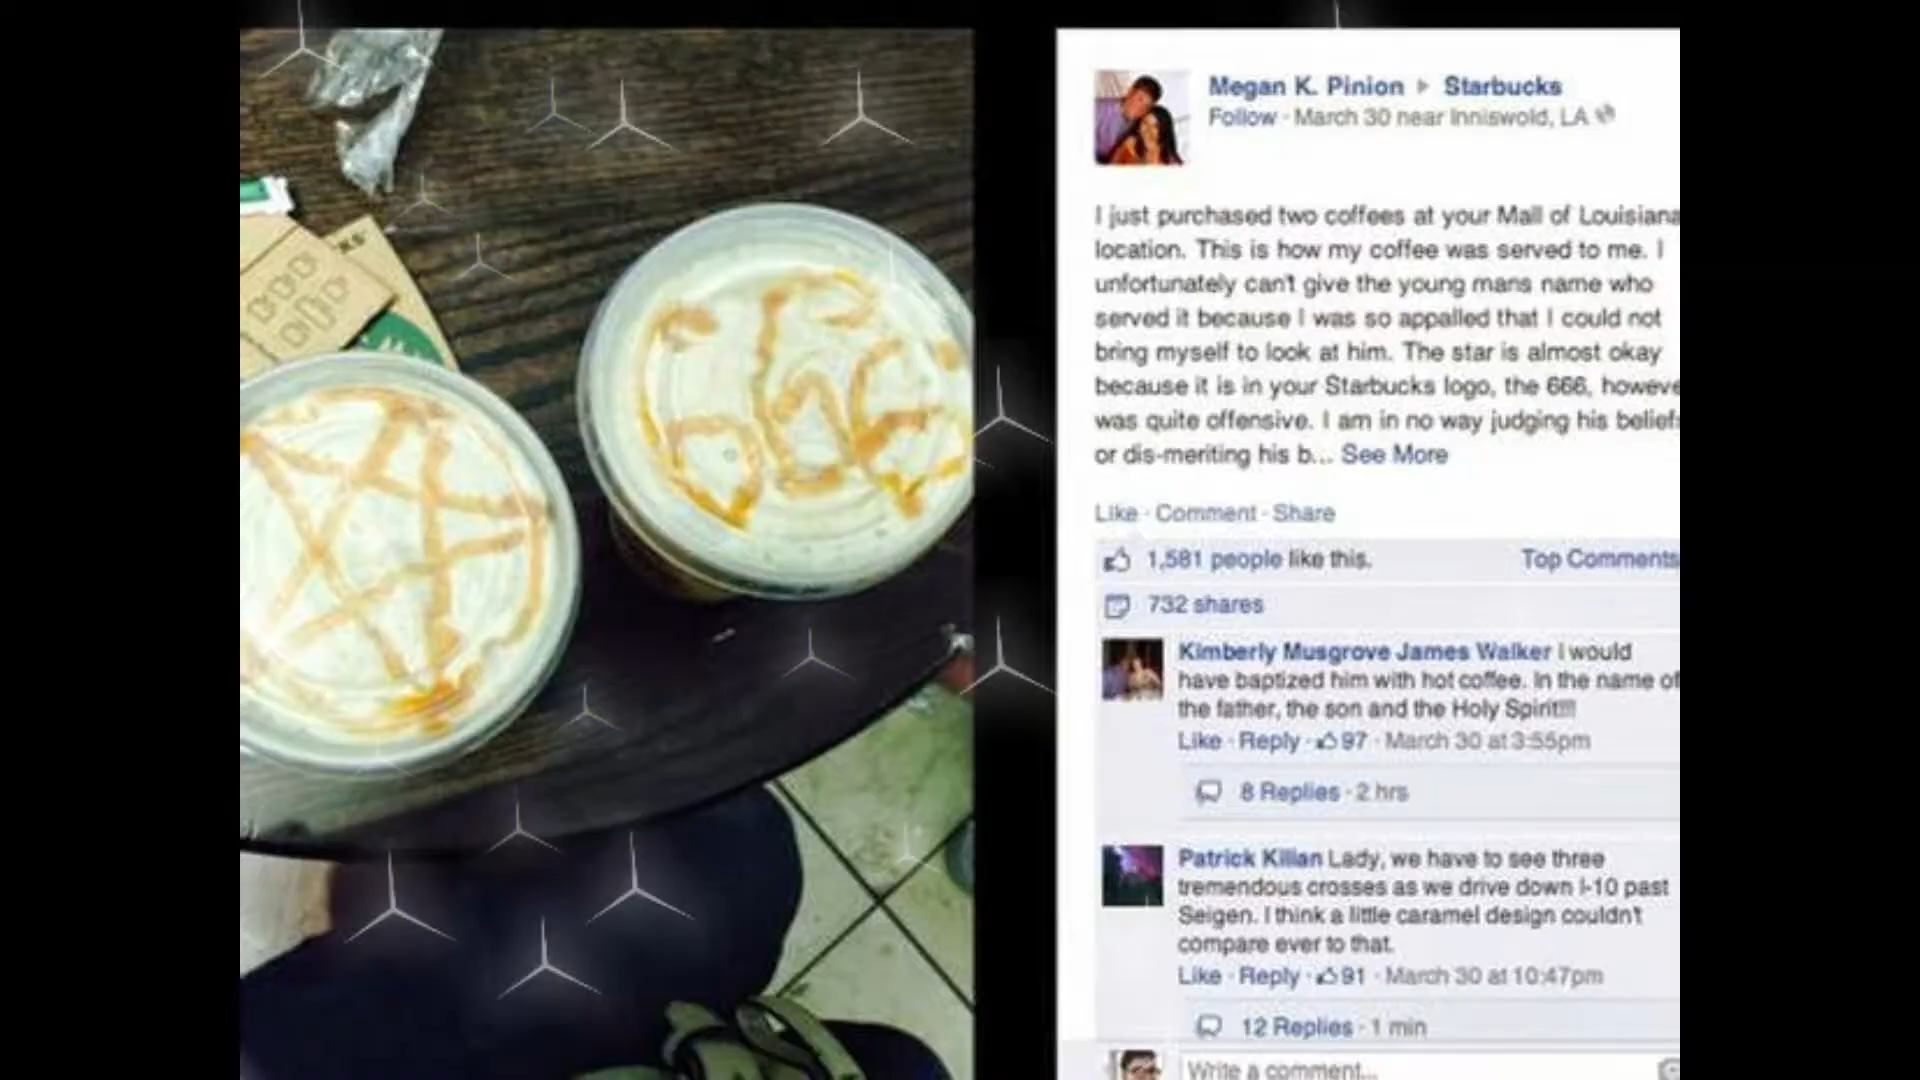 KS
666
Megan K. Pinion ▸ Starbucks
Follow · March 30 near Inniswold, LA
I just purchased two coffees at your Mall of Louisiana
location. This is how my coffee was served to me. I
unfortunately can't give the young mans name who
served it because I was so appalled that I could not
bring myself to look at him. The star is almost okay
because it is in your Starbucks logo, the 666, howeve
was quite offensive. I am in no way judging his belief
or dis-meriting his b... See More
Like · Comment · Share
1,581 people like this.
Top Comments
732 shares
Kimberly Musgrove James Walker I would
have baptized him with hot coffee. In the name of
the father, the son and the Holy Spirit!!!
Like · Reply · 97 · March 30 at 3:55pm
8 Replies · 2 hrs
Patrick Kilian Lady, we have to see three
tremendous crosses as we drive down I-10 past
Seigen. I think a little caramel design couldn't
compare ever to that.
Like · Reply · 91 · March 30 at 10:47pm
12 Replies · 1 min
Write a comment...